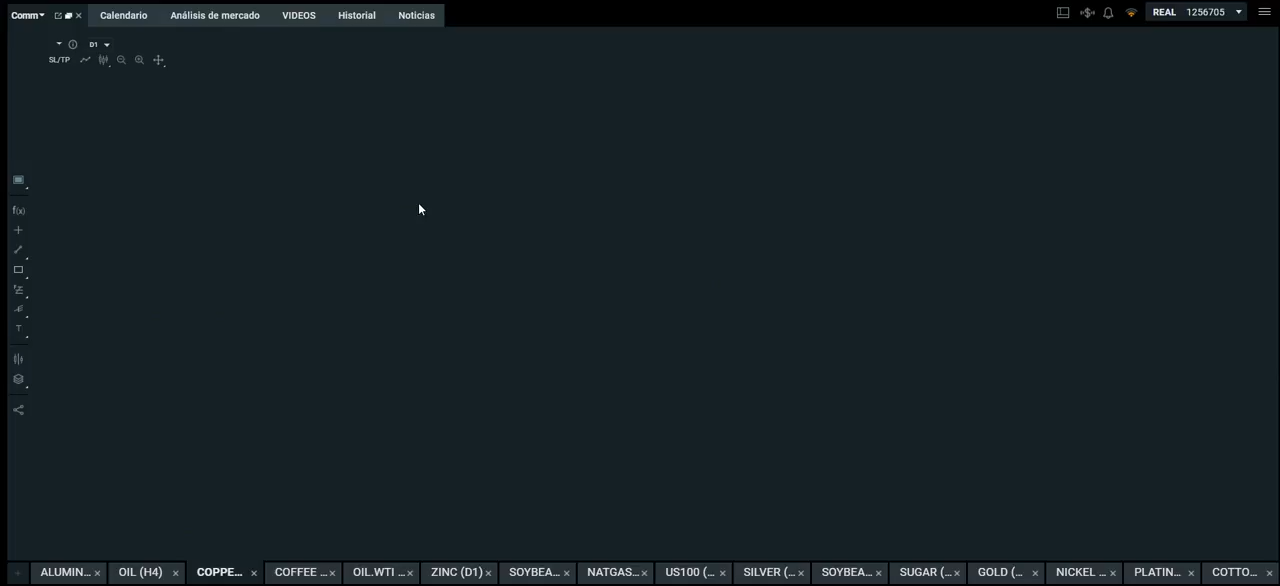 Comm Calendario Análisis de mercado VIDEOS Historial Noticias REAL 1256705
D1
SL/TP
f(x)
T
ALUMIN... OIL (H4) COPPE... COFFEE ... OIL.WTI ... ZINC (D1) SOYBEA... NATGAS... US100 (... SILVER (... SOYBEA... SUGAR (... GOLD (... NICKEL ... PLATIN... COTTO...